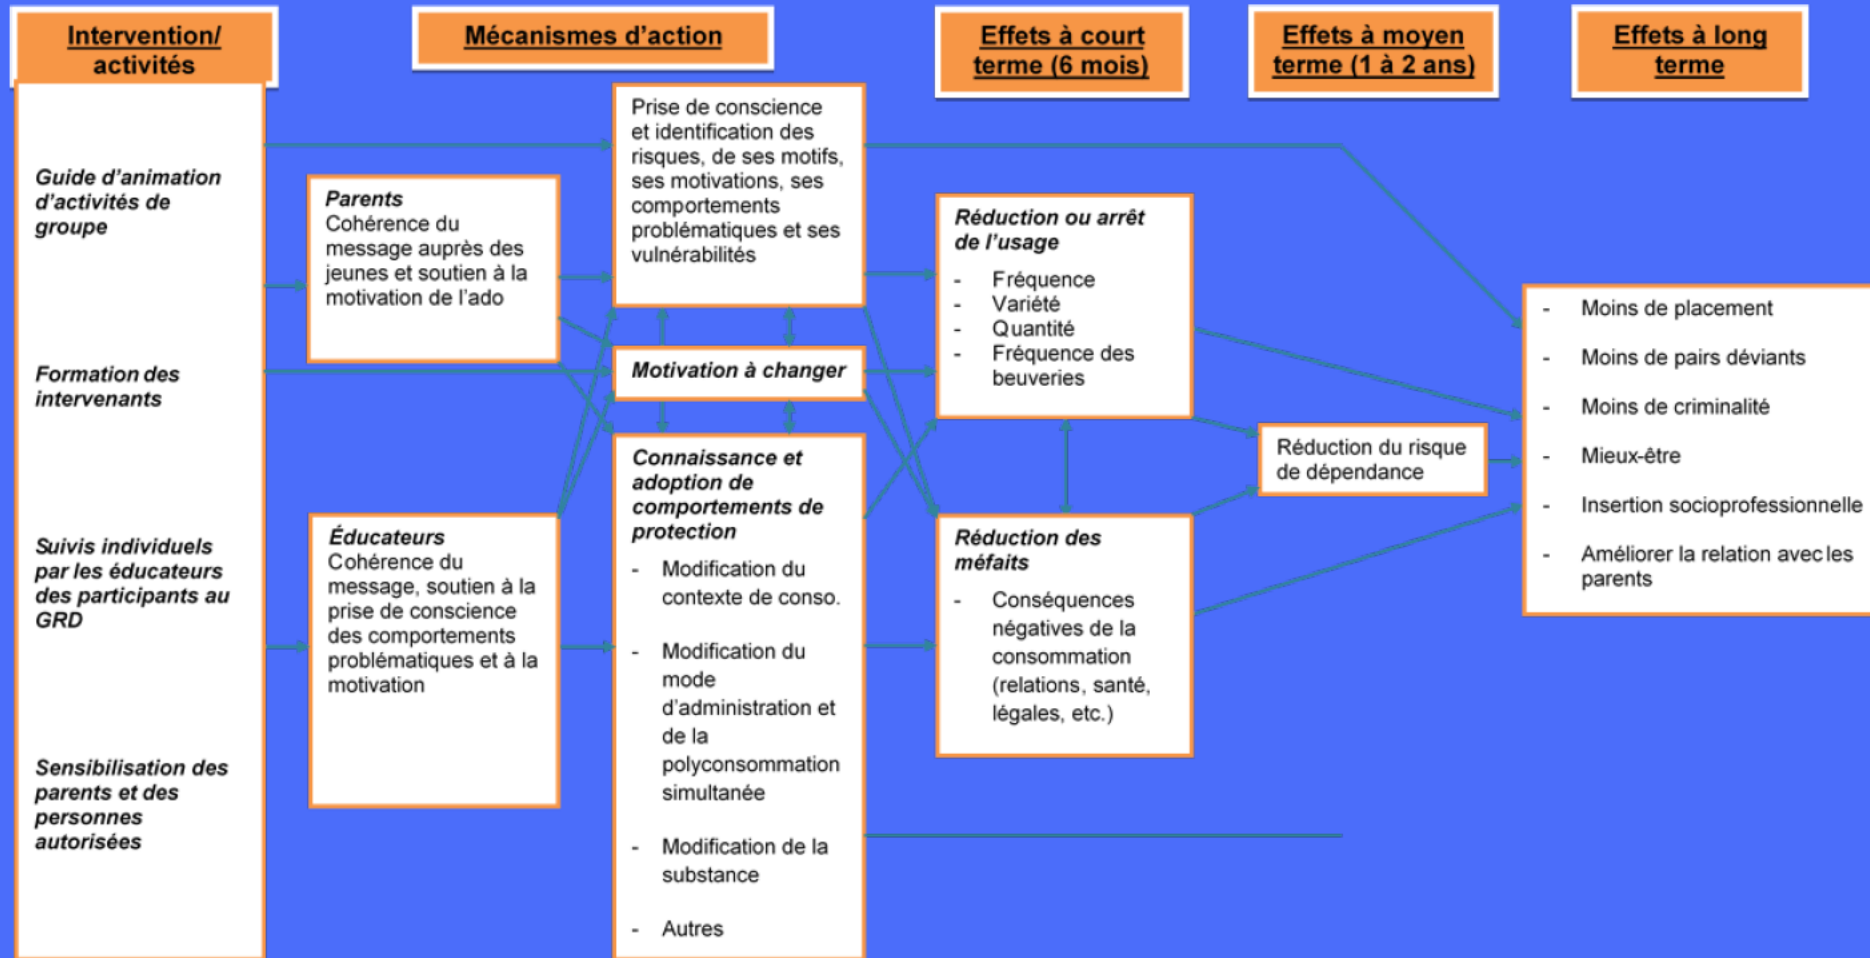 Intervention/
activités
Mécanismes d'action
Effets à court
terme (6 mois)
Effets à moyen
terme (1 à 2 ans)
Effets à long
terme
Guide d'animation
d'activités de
groupe
Formation des
intervenants
Suivis individuels
par les éducateurs
des participants au
GRD
Sensibilisation des
parents et des
personnes
autorisées
Parents
Cohérence du
message auprès des
jeunes et soutien à la
motivation de l'ado
Éducateurs
Cohérence du
message, soutien à la
prise de conscience
des comportements
problématiques et à la
motivation
Prise de conscience
et identification des
risques, de ses motifs,
ses motivations, ses
comportements
problématiques et ses
vulnérabilités
Motivation à changer
Connaissance et
adoption de
comportements de
protection
- Modification du
contexte de conso.
- Modification du
mode
d'administration et
de la
polyconsommation
simultanée
- Modification de la
substance
- Autres
Réduction ou arrêt
de l'usage
- Fréquence
- Variété
- Quantité
- Fréquence des
beuveries
Réduction des
méfaits
- Conséquences
négatives de la
consommation
(relations, santé,
légales, etc.)
Réduction du risque
de dépendance
- Moins de placement
- Moins de pairs déviants
- Moins de criminalité
- Mieux-être
- Insertion socioprofessionnelle
- Améliorer la relation avec les
parents